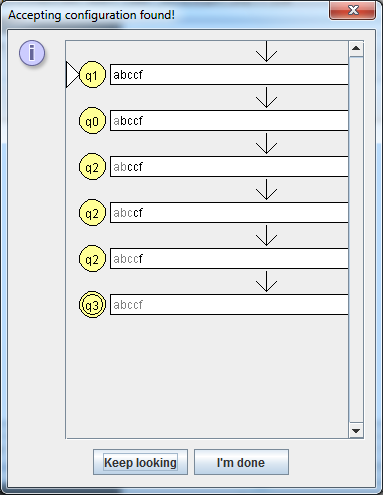 Accepting configuration found!
q1 abccf
q0 abccf
q2 abccf
q2 abccf
q2 abccf
q3 abccf
Keep looking I'm done